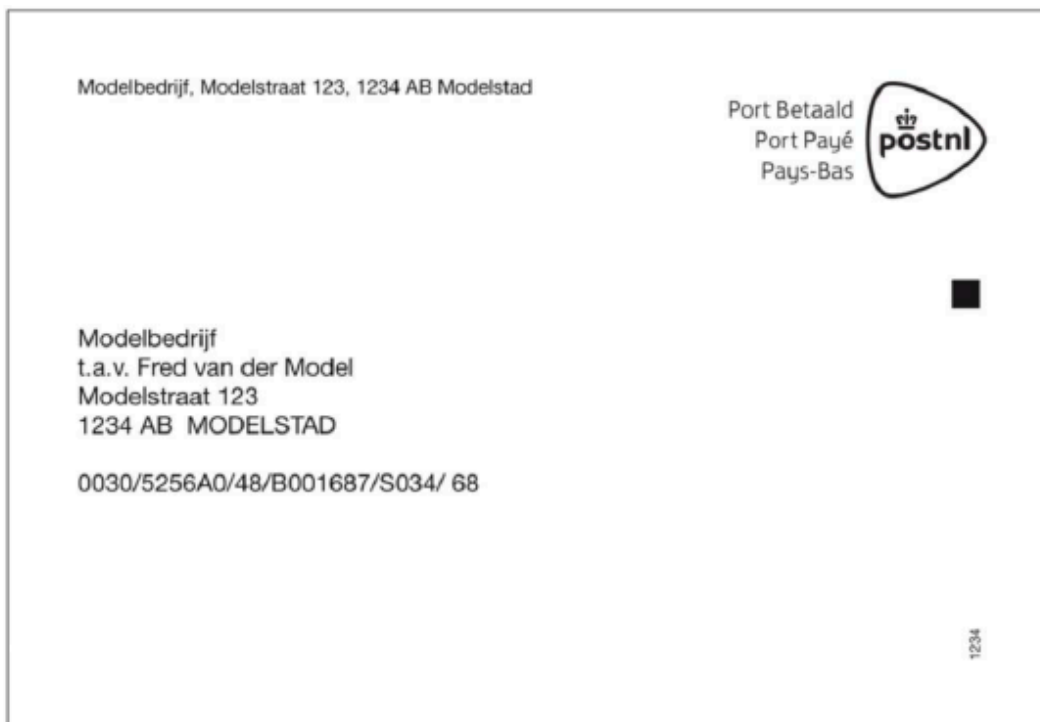 Modelbedrijf, Modelstraat 123, 1234 AB Modelstad
Port Betaald
Port Payé
Pays-Bas
postnl
Modelbedrijf
t.a.v. Fred van der Model
Modelstraat 123
1234 AB  MODELSTAD
0030/5256A0/48/B001687/S034/ 68
1234